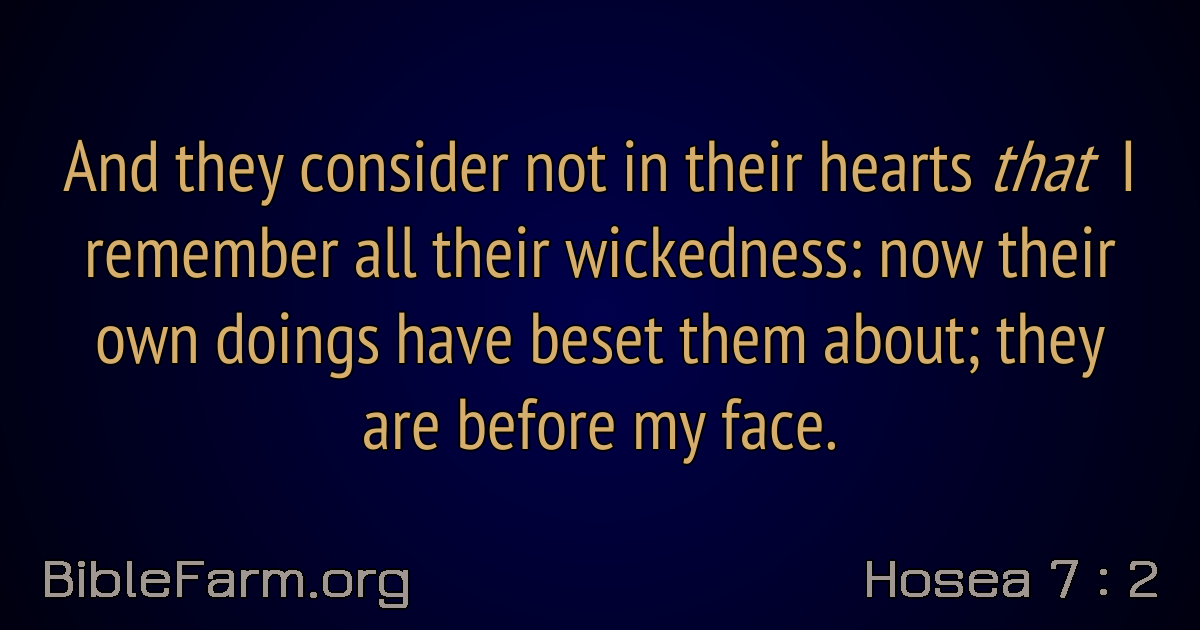 And they consider not in their hearts that I
remember all their wickedness: now their
own doings have beset them about; they
are before my face.
BibleFarm.org
Hosea 7 : 2